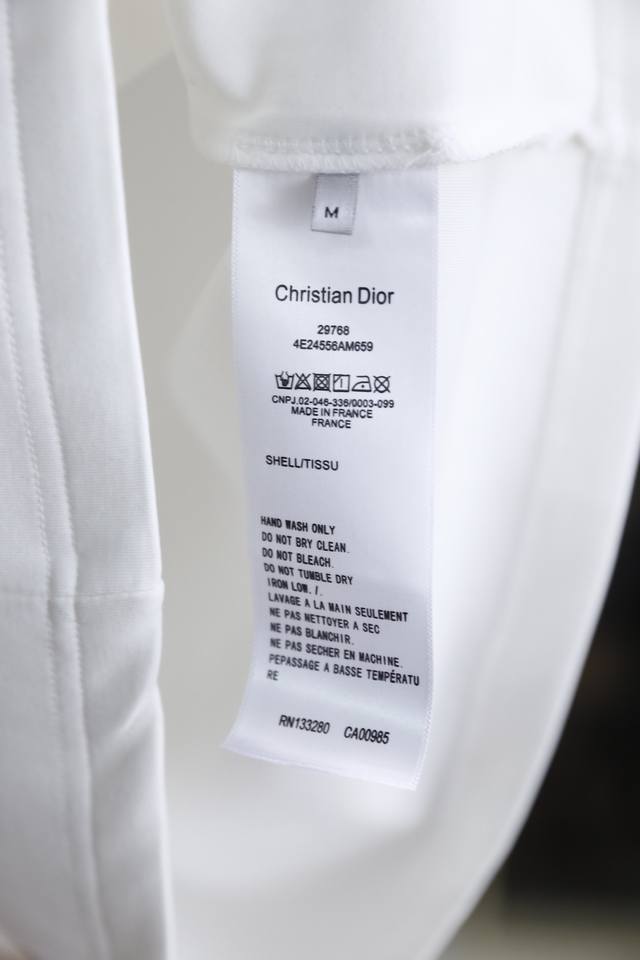 M
Christian Dior
29768
4E24556AM659
CNPJ.02-046-336/0003-099
MADE IN FRANCE
FRANCE
SHELL/TISSU
HAND WASH ONLY
DO NOT BRY CLEAN.
DO NOT BLEACH.
DO NOT TUMBLE DRY
IRON LOW. /.
LAVAGE A LA MAIN SEULEMENT
NE PAS NETTOYER A SEC
NE PAS BLANCHIR.
NE PAS SECHER EN MACHINE.
PEPASSAGE A BASSE TEMPÉRATU
RE
RN133280 CA00985